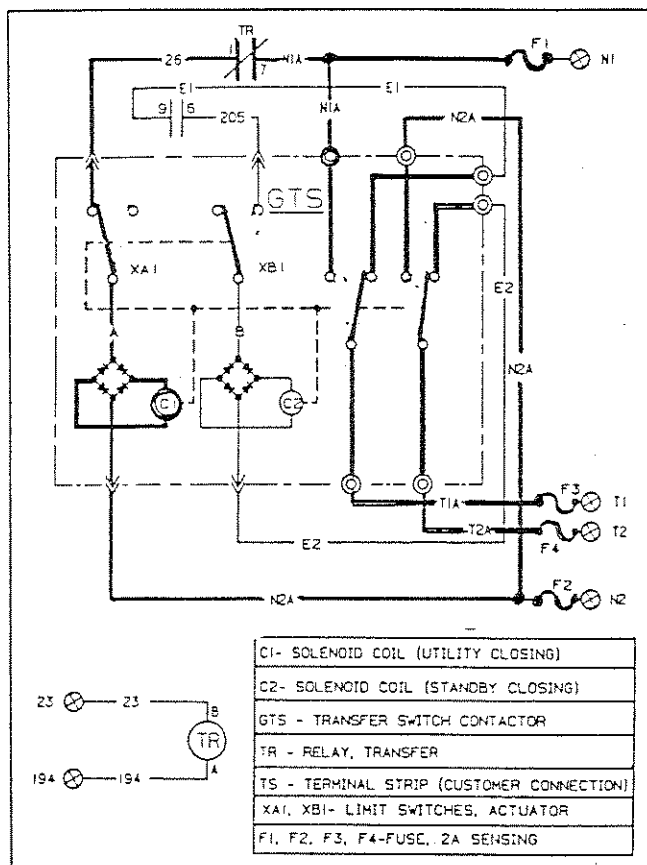 TR
F1
26
1
7
N1A
N1
E1
E1
9
6
205
N1A
N2A
GTS
XA1
XB1
E2
A
B
N2A
C1
C2
F3
T1A
T1
T2A
T2
E2
F4
F2
N2A
N2
C1- SOLENOID COIL (UTILITY CLOSING)
C2- SOLENOID COIL (STANDBY CLOSING)
GTS - TRANSFER SWITCH CONTACTOR
TR - RELAY, TRANSFER
TS - TERMINAL STRIP (CUSTOMER CONNECTION)
XA1, XB1- LIMIT SWITCHES, ACTUATOR
F1, F2, F3, F4-FUSE, 2A SENSING
23
23
B
TR
A
194
194